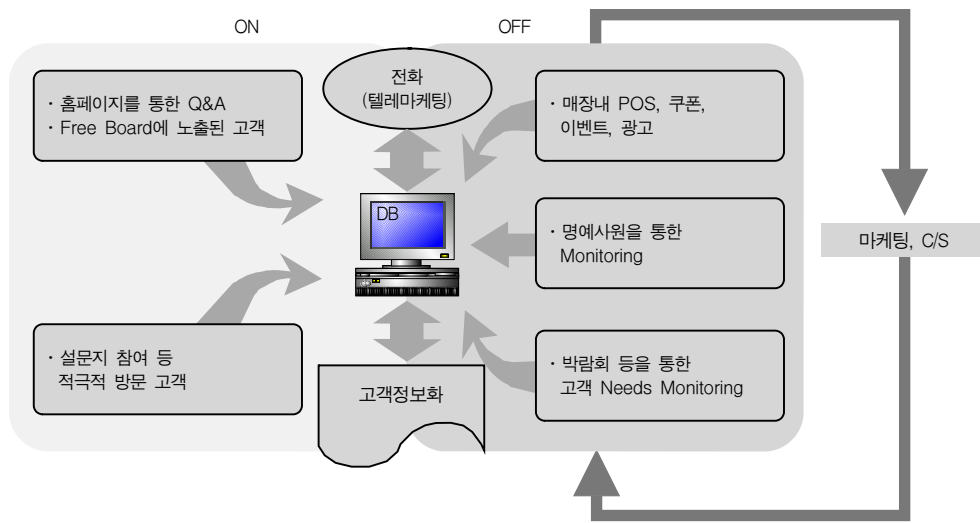 ON
OFF
· 홈페이지를 통한 Q&A
· Free Board에 노출된 고객
전화
(텔레마케팅)
· 매장내 POS, 쿠폰,
이벤트, 광고
DB
· 명예사원을 통한
Monitoring
마케팅, C/S
· 설문지 참여 등
적극적 방문 고객
고객정보화
· 박람회 등을 통한
고객 Needs Monitoring